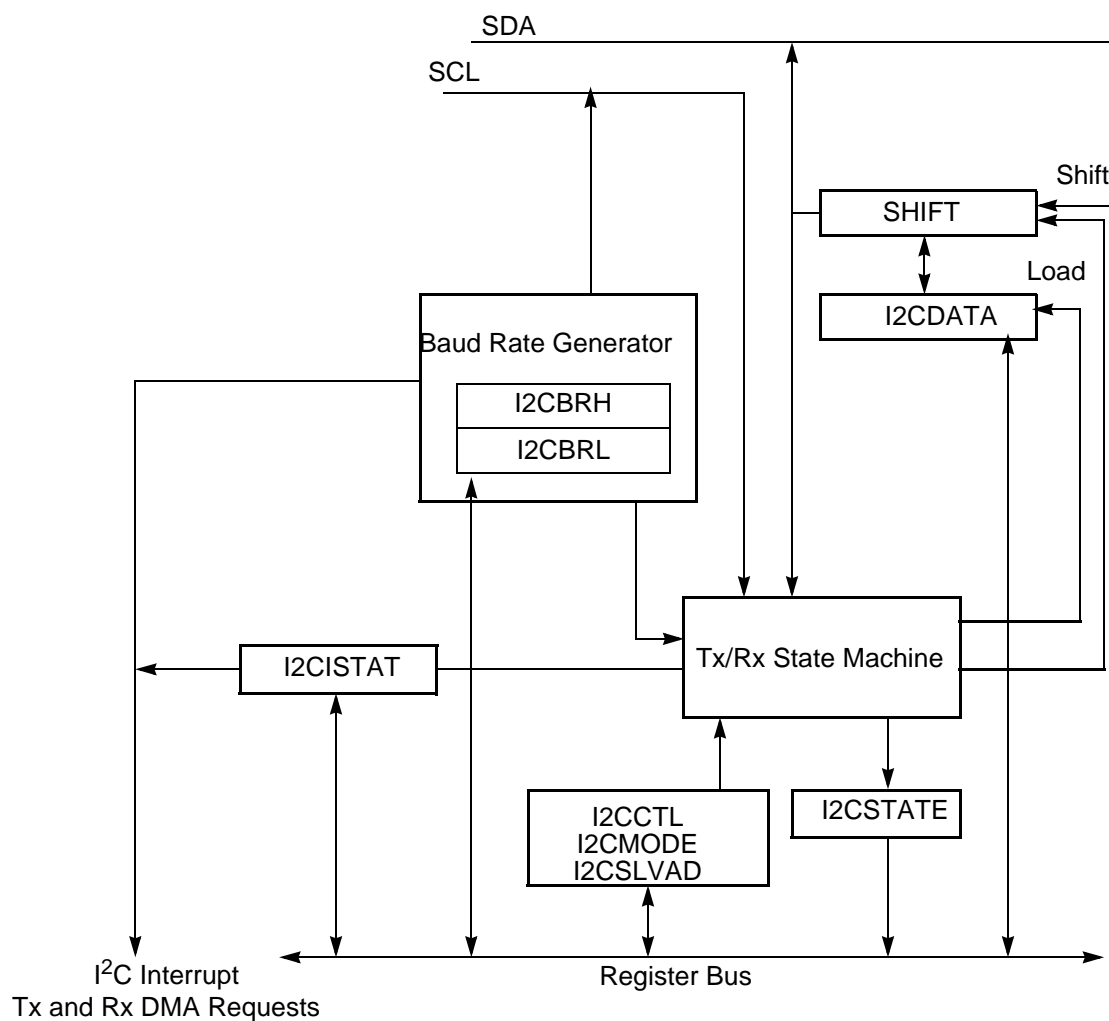 SDA
SCL
Shift
SHIFT
Load
I2CDATA
Baud Rate Generator
I2CBRH
I2CBRL
Tx/Rx State Machine
I2CISTAT
I2CCTL
I2CMODE
I2CSLVAD
I2CSTATE
I²C Interrupt
Tx and Rx DMA Requests
Register Bus